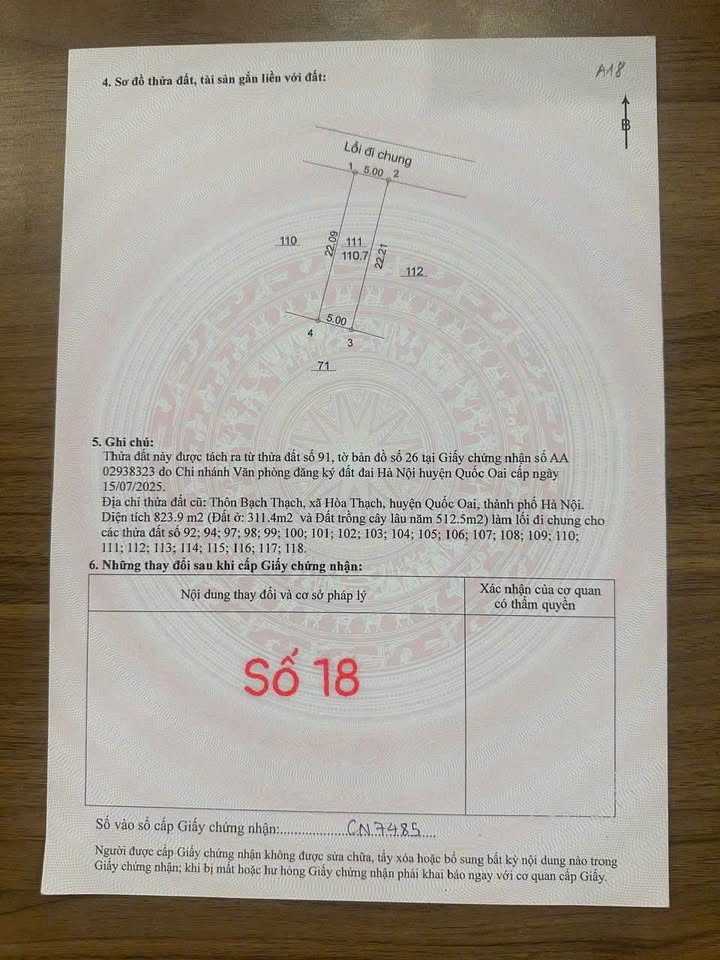 A18
4. Sơ đồ thửa đất, tài sản gắn liền với đất:
B
Lối đi chung
1 5.00 2
22.09
111
110.7
22.21
110
112
5.00
4
3
71
5. Ghi chú:
Thửa đất này được tách ra từ thửa đất số 91, tờ bản đồ số 26 tại Giấy chứng nhận số AA
02938323 do Chi nhánh Văn phòng đăng ký đất đai Hà Nội huyện Quốc Oai cấp ngày
15/07/2025.
Địa chỉ thửa đất cũ: Thôn Bạch Thạch, xã Hòa Thạch, huyện Quốc Oai, thành phố Hà Nội.
Diện tích 823.9 m2 (Đất ở: 311.4m2 và Đất trồng cây lâu năm 512.5m2) làm lối đi chung cho
các thửa đất số 92; 94; 97; 98; 99; 100; 101; 102; 103; 104; 105; 106; 107; 108; 109; 110;
111; 112; 113; 114; 115; 116; 117; 118.
6. Những thay đổi sau khi cấp Giấy chứng nhận:
Nội dung thay đổi và cơ sở pháp lý
Xác nhận của cơ quan
có thẩm quyền
Số 18
Số vào sổ cấp Giấy chứng nhận:...................CN7485....
Người được cấp Giấy chứng nhận không được sửa chữa, tẩy xóa hoặc bổ sung bất kỳ nội dung nào trong
Giấy chứng nhận; khi bị mất hoặc hư hỏng Giấy chứng nhận phải khai báo ngay với cơ quan cấp Giấy.